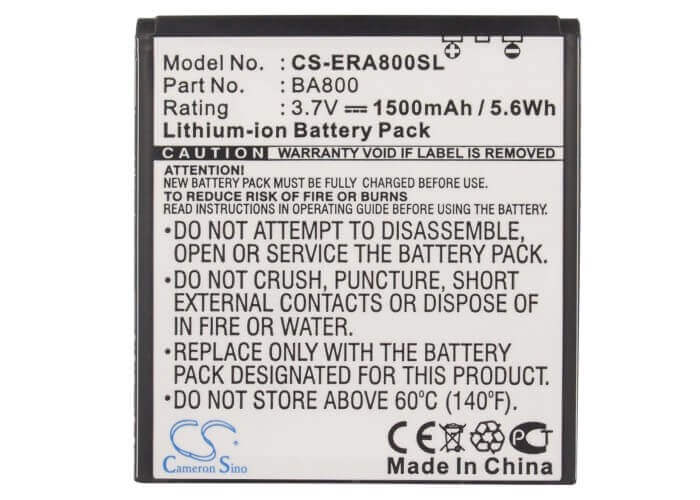 Model No.: CS-ERA800SL
Part No.: BA800
Rating : 3.7V 1500mAh / 5.6Wh
Lithium-ion Battery Pack
CAUTION WARRANTY VOID IF LABEL IS REMOVED
ATTENTION!
NEW BATTERY PACK MUST BE FULLY CHARGED BEFORE USE
TO REDUCE RISK OF FIRE OR BURNS
READ INSTRUCTIONS IN OPERATING GUIDE BEFORE USING BATTERY
•DO NOT ATTEMPT TO DISASSEMBLE,
OPEN OR SERVICE THE BATTERY PACK.
•DO NOT CRUSH, PUNCTURE, SHORT
EXTERNAL CONTACTS OR DISPOSE OF
IN FIRE OR WATER.
•REPLACE ONLY WITH THE BATTERY
PACK DESIGNATED FOR YOUR PRODUCT.
•DO NOT STORE ABOVE 60°C (140°F).
CS
Cameron Sino
CE
Made In China